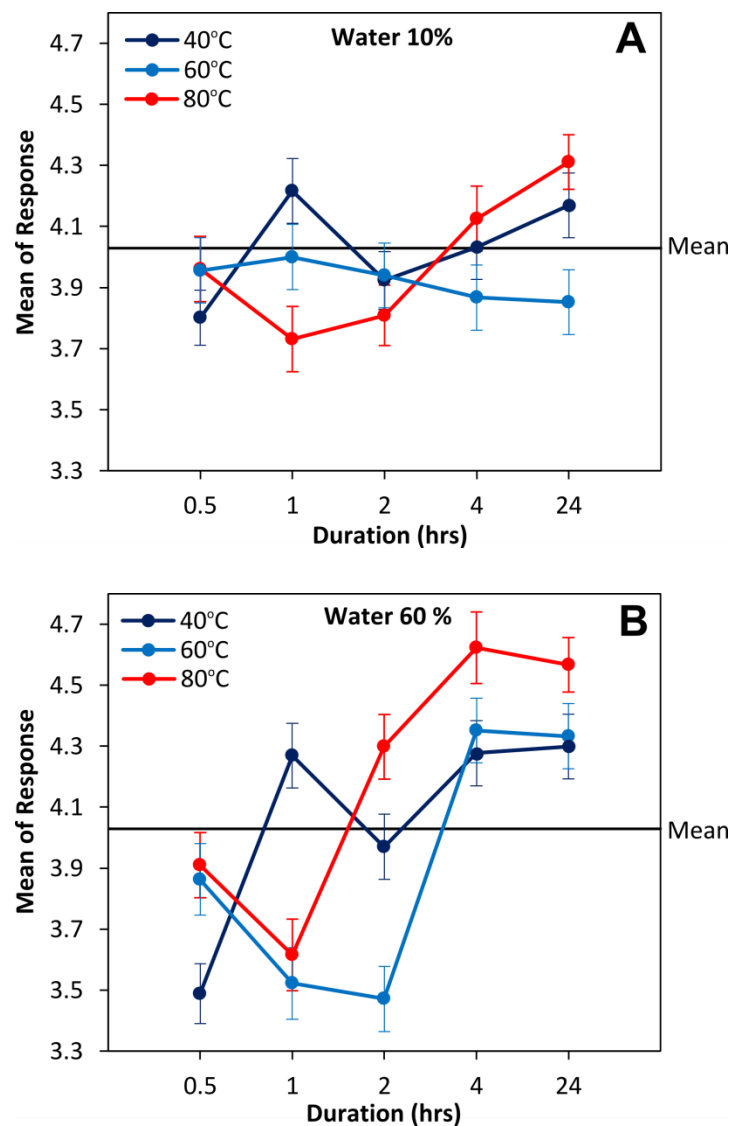 Water 10%
A
40°C
60°C
80°C
Mean of Response
4.7
4.5
4.3
4.1
3.9
3.7
3.5
3.3
Mean
0.5 1 2 4 24
Duration (hrs)
Water 60 %
B
40°C
60°C
80°C
Mean of Response
4.7
4.5
4.3
4.1
3.9
3.7
3.5
3.3
Mean
0.5 1 2 4 24
Duration (hrs)